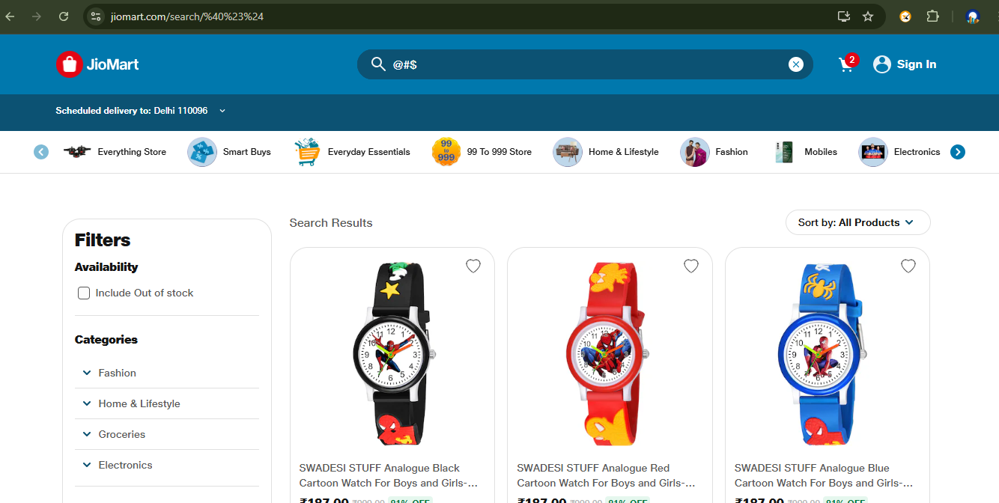 jiomart.com/search/%40%23%24
JioMart
@#$
2
Sign In
Scheduled delivery to: Delhi 110096
Everything Store
Smart Buys
99 to 999
Everyday Essentials
99 To 999 Store
Home & Lifestyle
Fashion
Mobiles
Electronics
Filters
Availability
Include Out of stock
Categories
Fashion
Home & Lifestyle
Groceries
Electronics
Search Results
Sort by: All Products
SWADESI STUFF Analogue Black
Cartoon Watch For Boys and Girls-...
₹187.00 ₹999.00 81% OFF
SWADESI STUFF Analogue Red
Cartoon Watch For Boys and Girls-...
₹187.00 ₹999.00 81% OFF
SWADESI STUFF Analogue Blue
Cartoon Watch For Boys and Girls-...
₹187.00 ₹999.00 81% OFF